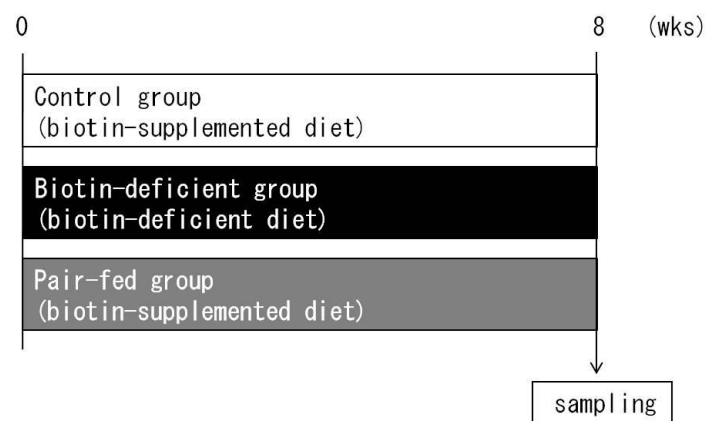 0 8 (wks)
Control group
(biotin-supplemented diet)
Biotin-deficient group
(biotin-deficient diet)
Pair-fed group
(biotin-supplemented diet)
sampling